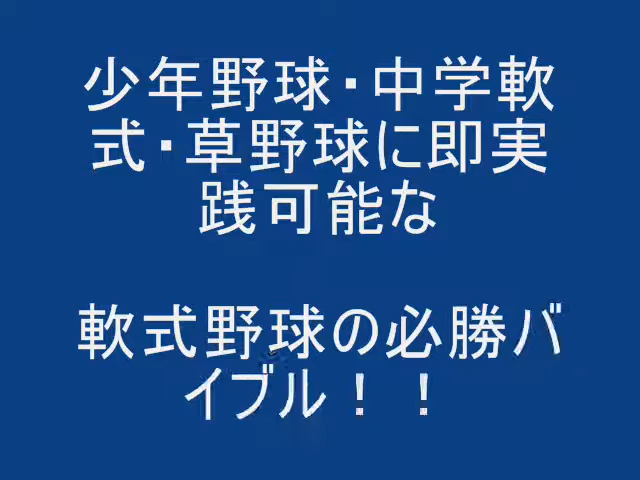 少年野球・中学軟
式・草野球に即実
践可能な
軟式野球の必勝バ
イブル！！